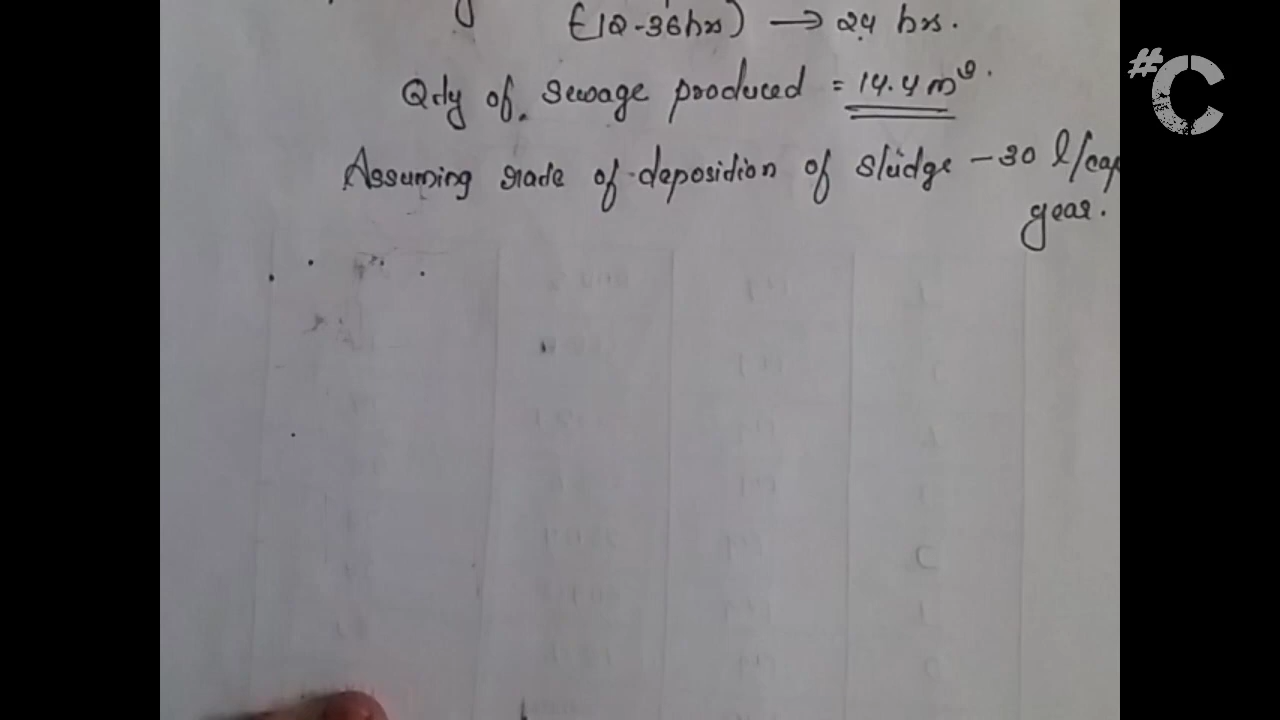 (12-36hrs) → 24 hrs.
Qty of sewage produced = 14.4 m³.
Assuming rate of deposition of sludge - 30 l/cap
year.
#C